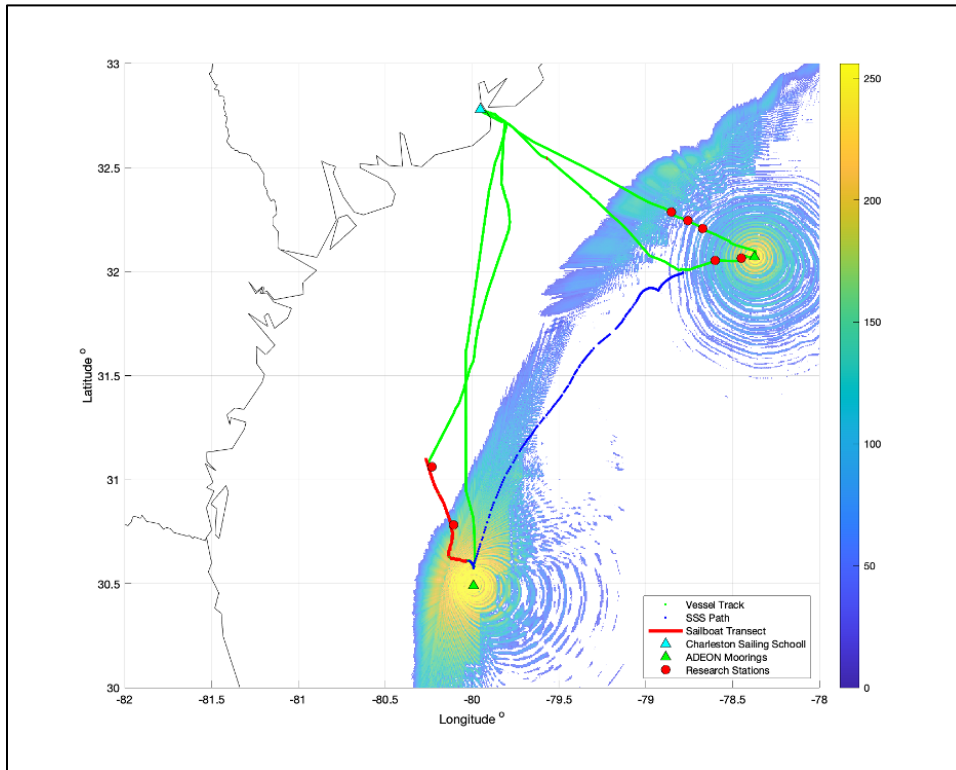 33
32.5
32
31.5
31
30.5
30
Latitude °
-82
-81.5
-81
-80.5
-80
-79.5
-79
-78.5
-78
Longitude °
250
200
150
100
50
0
Vessel Track
SSS Path
Sailboat Transect
Charleston Sailing Schooll
ADEON Moorings
Research Stations